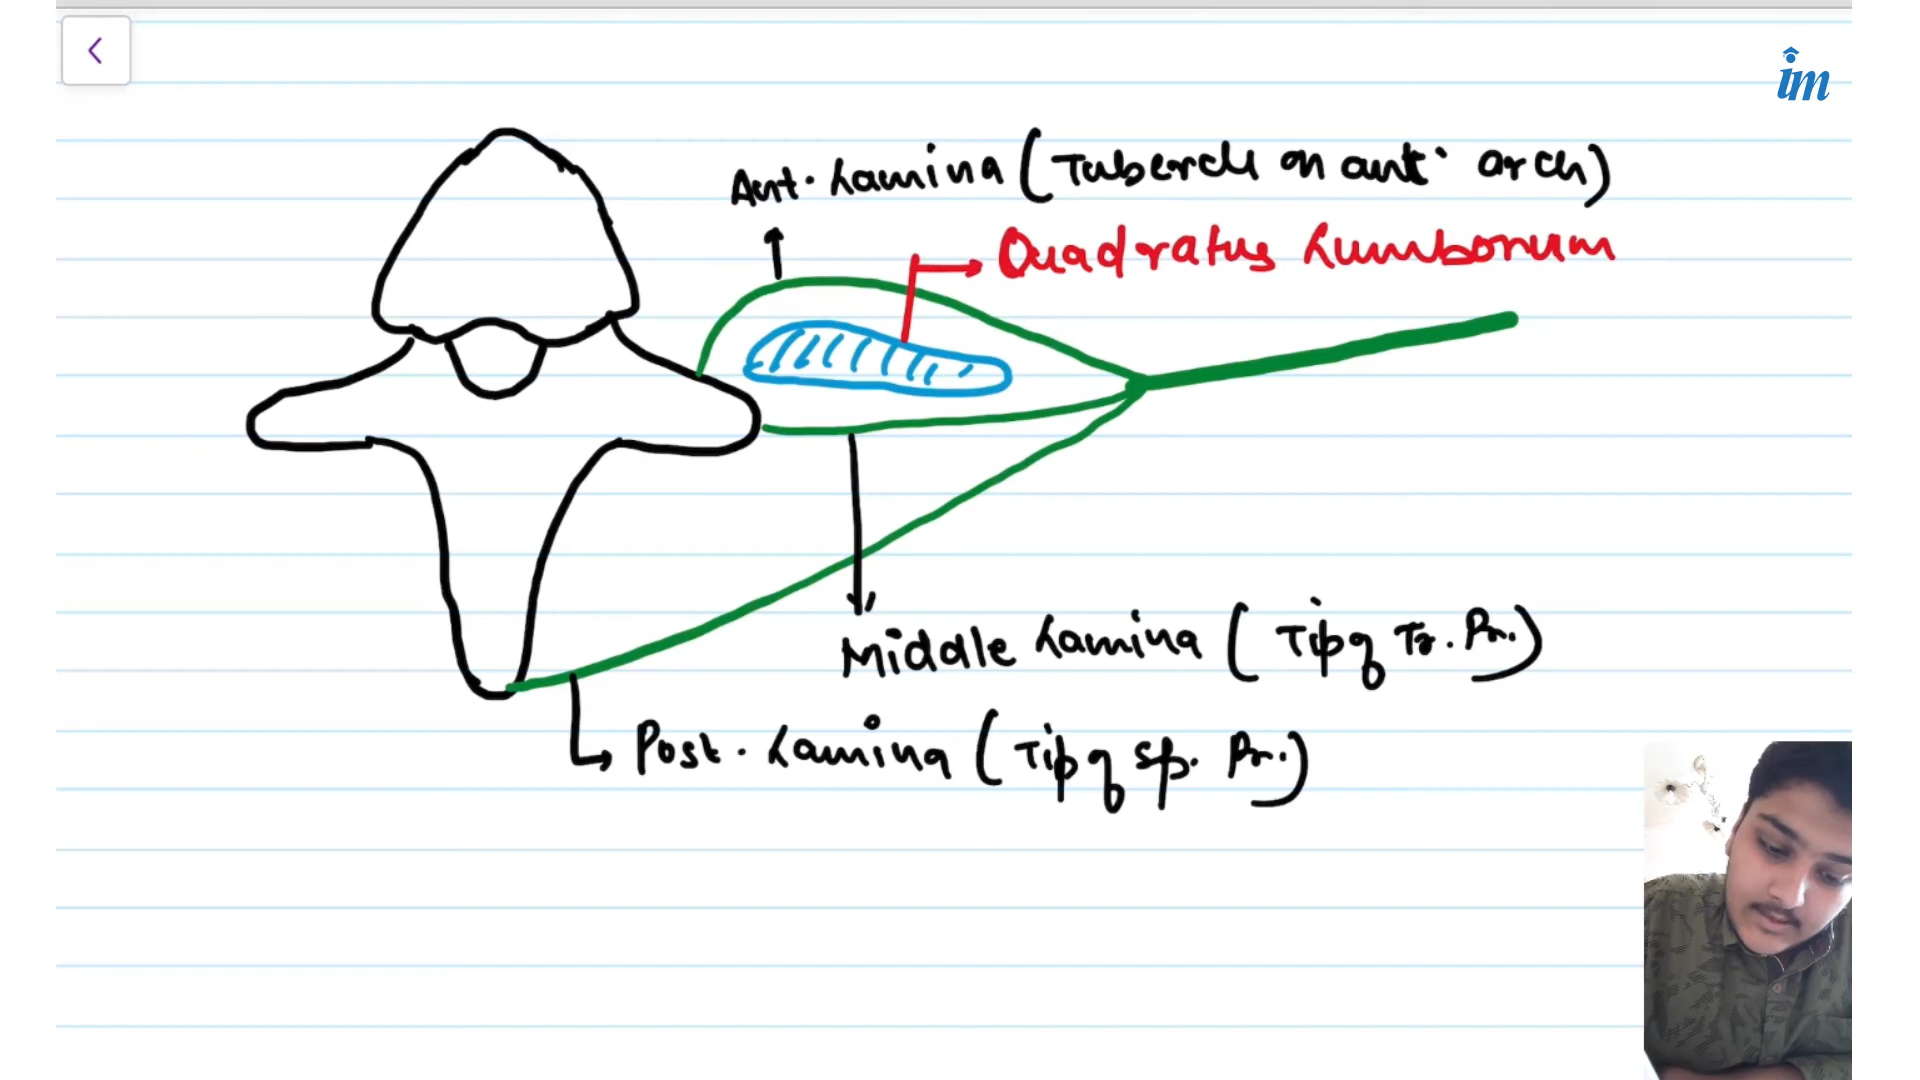 im
Ant. Lamina (Tubercle on ant. arch)
Quadratus Lumborum
Middle Lamina (Tip of Tr. Pr.)
Post. Lamina (Tip of Sp. Pr.)